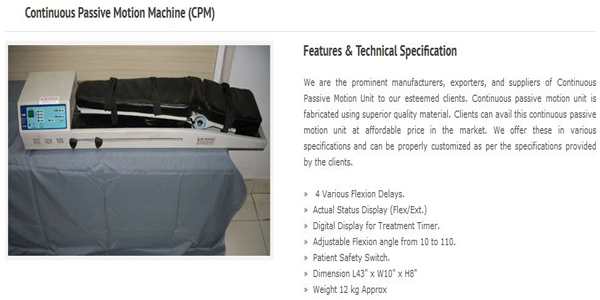 Continuous Passive Motion Machine (CPM)
Features & Technical Specification
We are the prominent manufacturers, exporters, and suppliers of Continuous
Passive Motion Unit to our esteemed clients. Continuous passive motion unit is
fabricated using superior quality material. Clients can avail this continuous passive
motion unit at affordable price in the market. We offer these in various
specifications and can be properly customized as per the specifications provided
by the clients.
» 4 Various Flexion Delays.
» Actual Status Display (Flex/Ext.)
» Digital Display for Treatment Timer.
» Adjustable Flexion angle from 10 to 110.
» Patient Safety Switch.
» Dimension L43" x W10" x H8"
» Weight 12 kg Approx